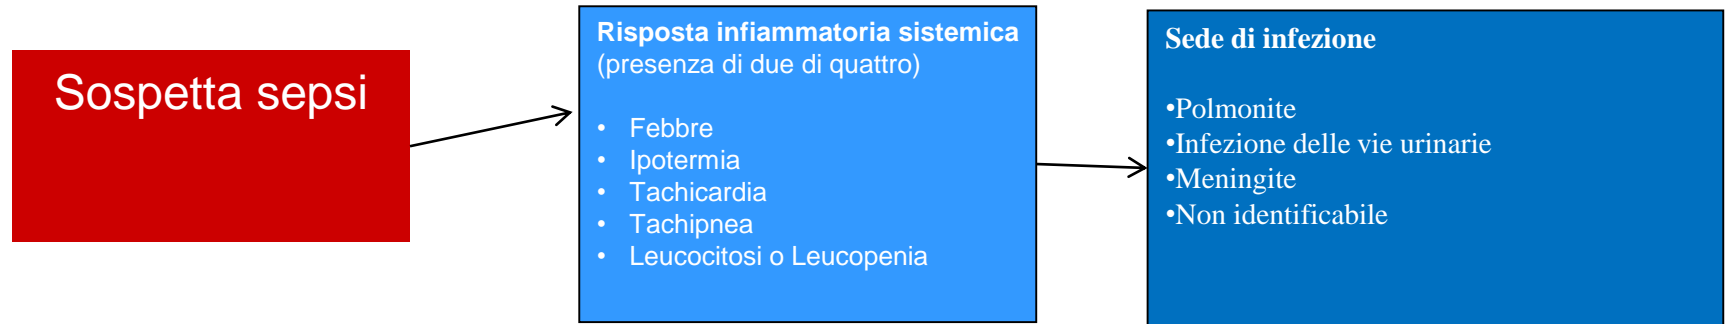 Sospetta sepsi
Risposta infiammatoria sistemica
(presenza di due di quattro)
• Febbre
• Ipotermia
• Tachicardia
• Tachipnea
• Leucocitosi o Leucopenia
Sede di infezione
•Polmonite
•Infezione delle vie urinarie
•Meningite
•Non identificabile